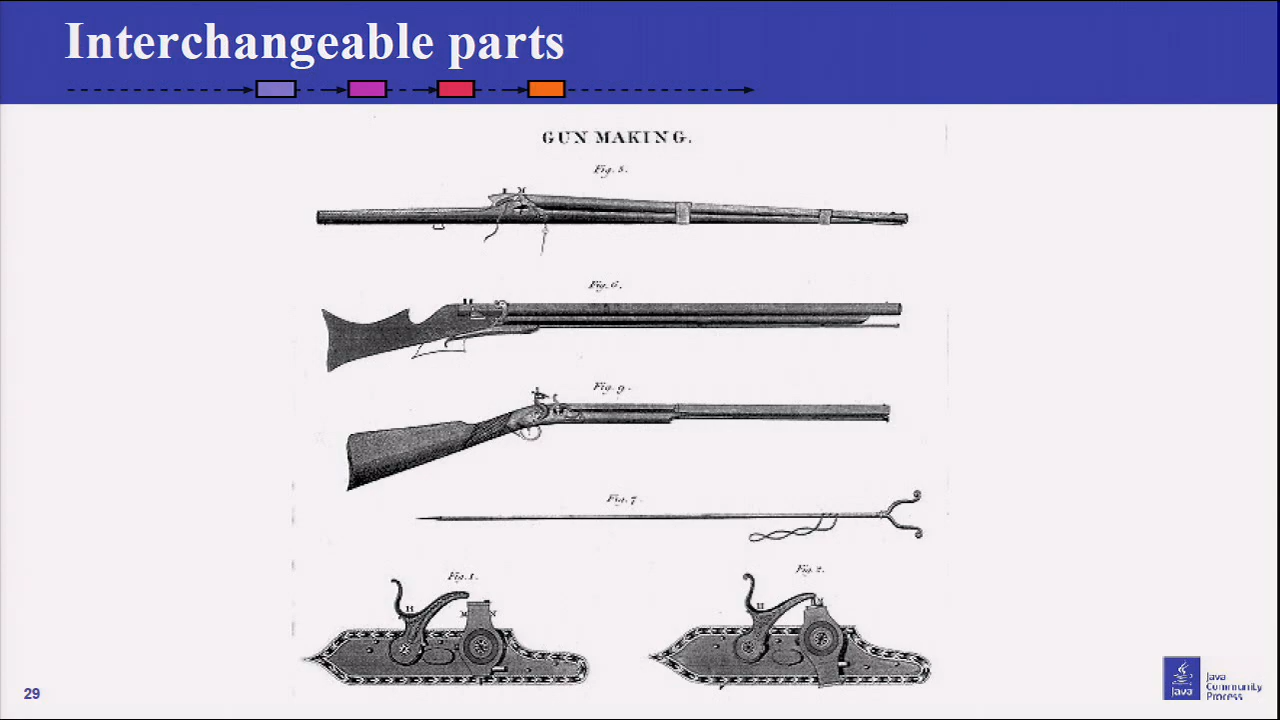 Interchangeable parts
GUN MAKING.
Fig. 8.
Fig. 6.
Fig. 9.
Fig. 7.
Fig. 1.
Fig. 2.
H
M
N
H
M
29
Java
Java
Community
Process